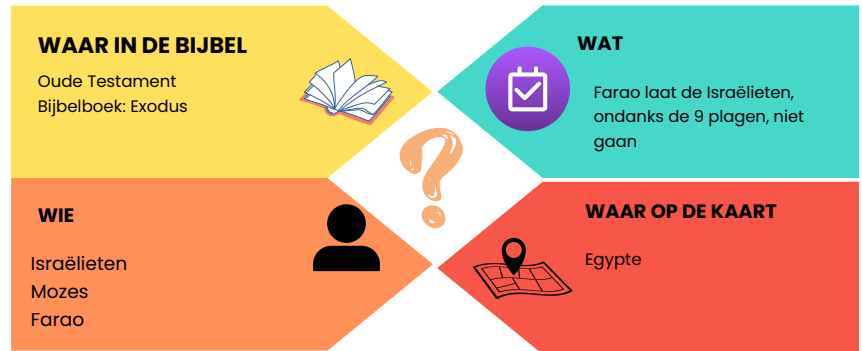 WAAR IN DE BIJBEL
Oude Testament
Bijbelboek: Exodus
WAT
Farao laat de Israëlieten,
ondanks de 9 plagen, niet
gaan
WIE
Israëlieten
Mozes
Farao
WAAR OP DE KAART
Egypte
?